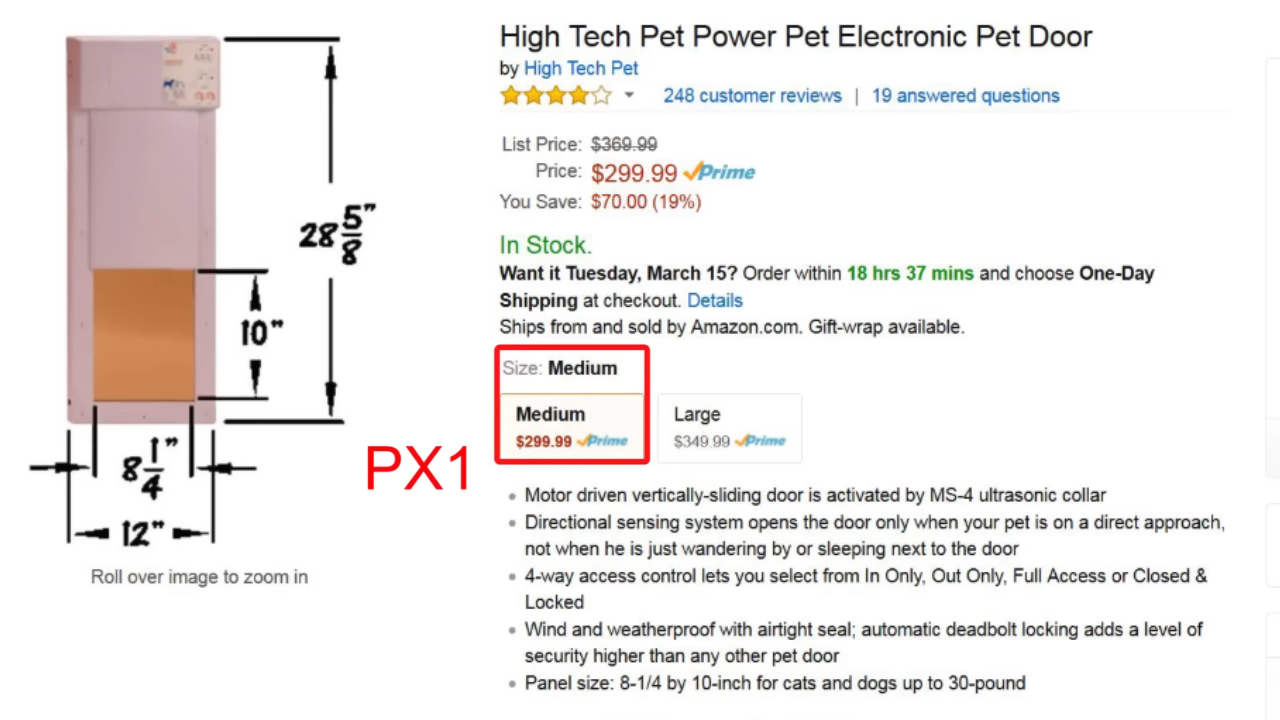 High Tech Pet Power Pet Electronic Pet Door
by High Tech Pet
248 customer reviews | 19 answered questions
List Price: $369.99
Price: $299.99 Prime
You Save: $70.00 (19%)
In Stock.
Want it Tuesday, March 15? Order within 18 hrs 37 mins and choose One-Day
Shipping at checkout. Details
Ships from and sold by Amazon.com. Gift-wrap available.
Size: Medium
Medium
$299.99 Prime
Large
$349.99 Prime
Motor driven vertically-sliding door is activated by MS-4 ultrasonic collar
Directional sensing system opens the door only when your pet is on a direct approach,
not when he is just wandering by or sleeping next to the door
4-way access control lets you select from In Only, Out Only, Full Access or Closed &
Locked
Wind and weatherproof with airtight seal; automatic deadbolt locking adds a level of
security higher than any other pet door
Panel size: 8-1/4 by 10-inch for cats and dogs up to 30-pound
28 5/8"
10"
8 1/4"
12"
PX1
Roll over image to zoom in